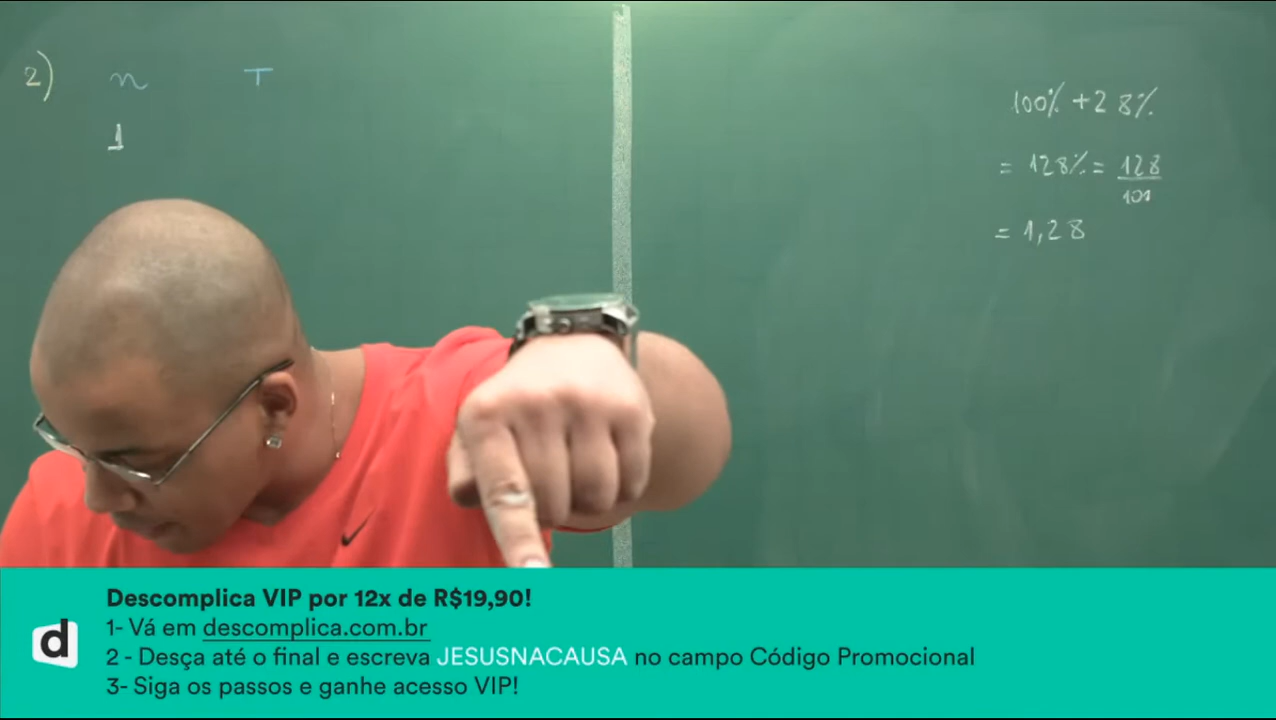 2) n T
1
100% + 28%
= 128% = 128/100
= 1,28
d
Descomplica VIP por 12x de R$19,90!
1- Vá em descomplica.com.br
2 - Desça até o final e escreva JESUSNACAUSA no campo Código Promocional
3- Siga os passos e ganhe acesso VIP!